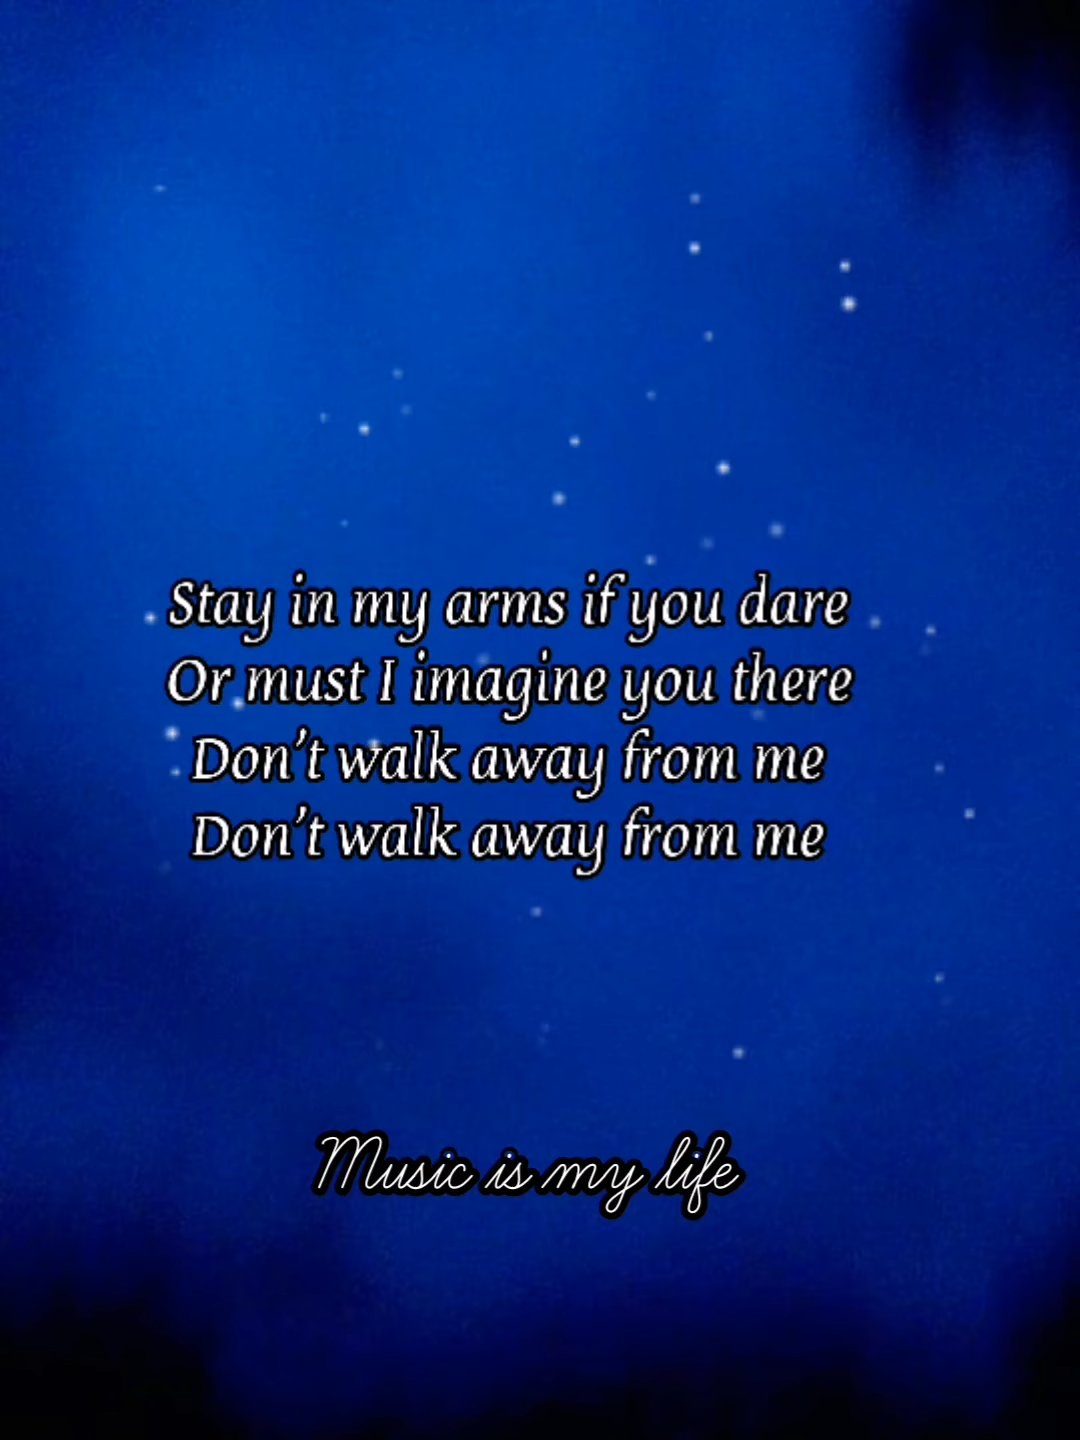 Stay in my arms if you dare
Or must I imagine you there
Don’t walk away from me
Don’t walk away from me
Music is my life